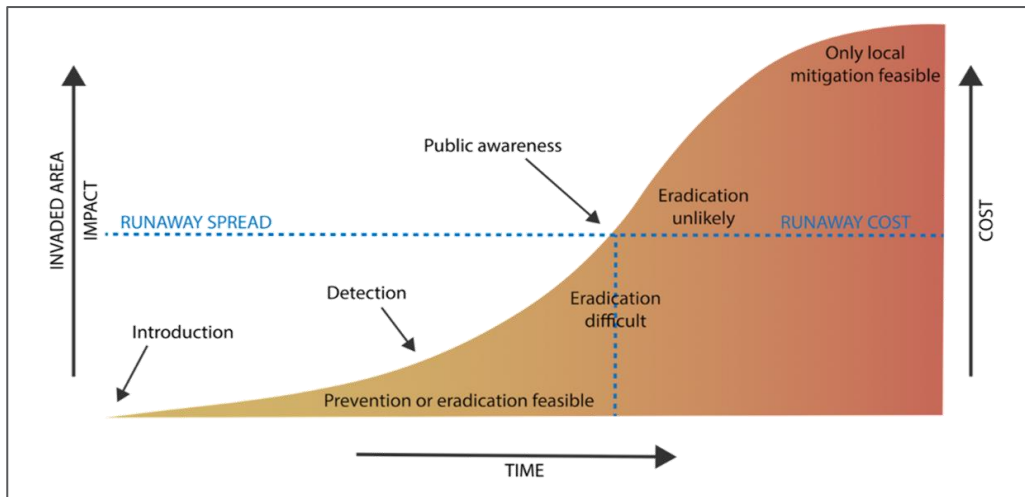 Only local
mitigation feasible
Public awareness
Eradication
unlikely
INVADED AREA
IMPACT
RUNAWAY SPREAD
RUNAWAY COST
COST
Detection
Eradication
difficult
Introduction
Prevention or eradication feasible
TIME